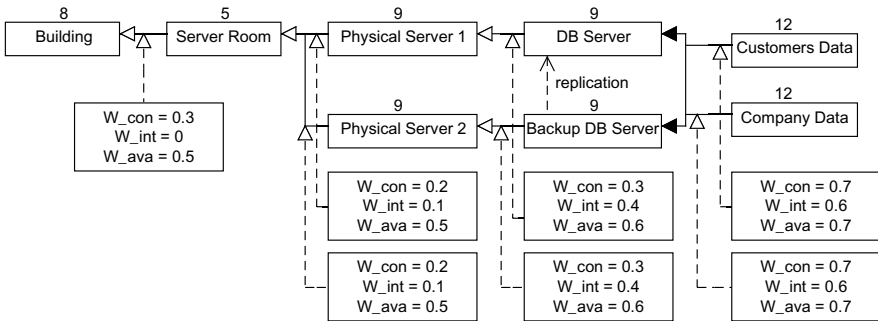 8
5
9
9
12
Building
Server Room
Physical Server 1
DB Server
Customers Data
replication
9
9
12
Physical Server 2
Backup DB Server
Company Data
W_con = 0.3
W_int = 0
W_ava = 0.5
W_con = 0.2
W_int = 0.1
W_ava = 0.5
W_con = 0.3
W_int = 0.4
W_ava = 0.6
W_con = 0.7
W_int = 0.6
W_ava = 0.7
W_con = 0.2
W_int = 0.1
W_ava = 0.5
W_con = 0.3
W_int = 0.4
W_ava = 0.6
W_con = 0.7
W_int = 0.6
W_ava = 0.7